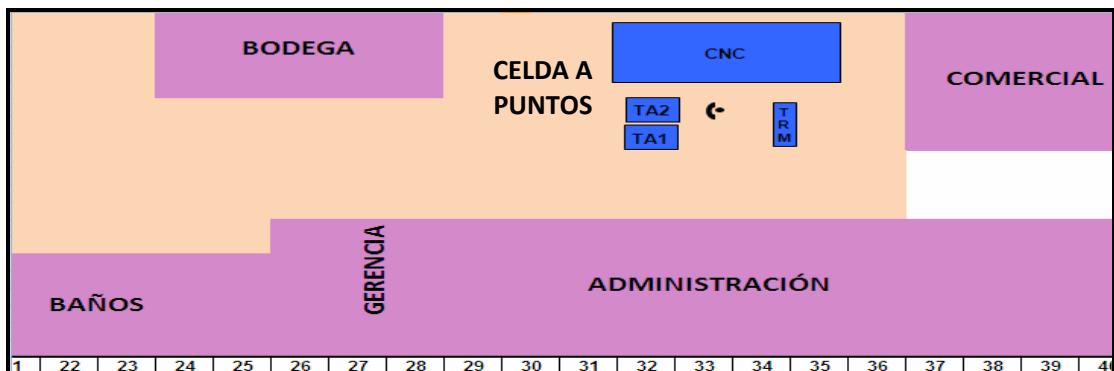 BODEGA
CELDA A
PUNTOS
CNC
TA2
TA1
TRM
COMERCIAL
GERENCIA
ADMINISTRACIÓN
BAÑOS
1 22 23 24 25 26 27 28 29 30 31 32 33 34 35 36 37 38 39 40